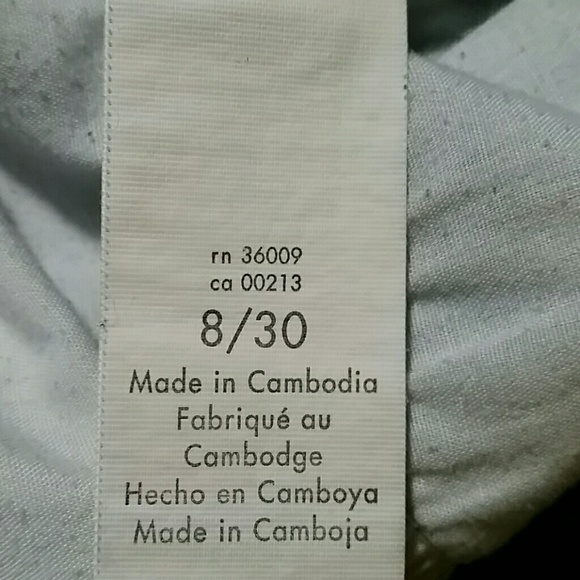 rn 36009
ca 00213
8/30
Made in Cambodia
Fabriqué au
Cambodge
Hecho en Camboya
Made in Camboja